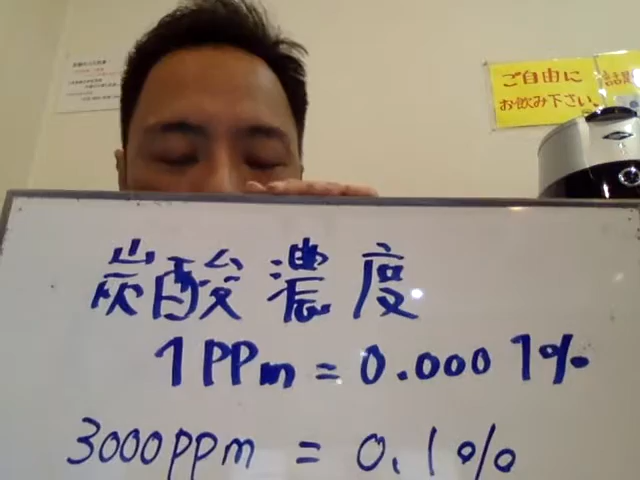 ご自由に
お飲み下さい。
炭酸濃度
1PPm = 0.0001%
3000ppm = 0.1%